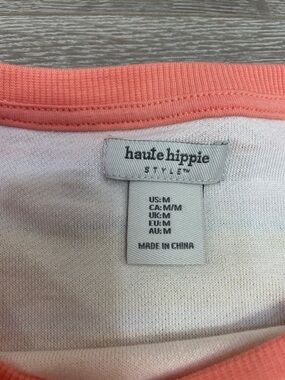 haute hippie
STYLE™
US:M
CA:M/M
UK:M
EU:M
AU:M
MADE IN CHINA